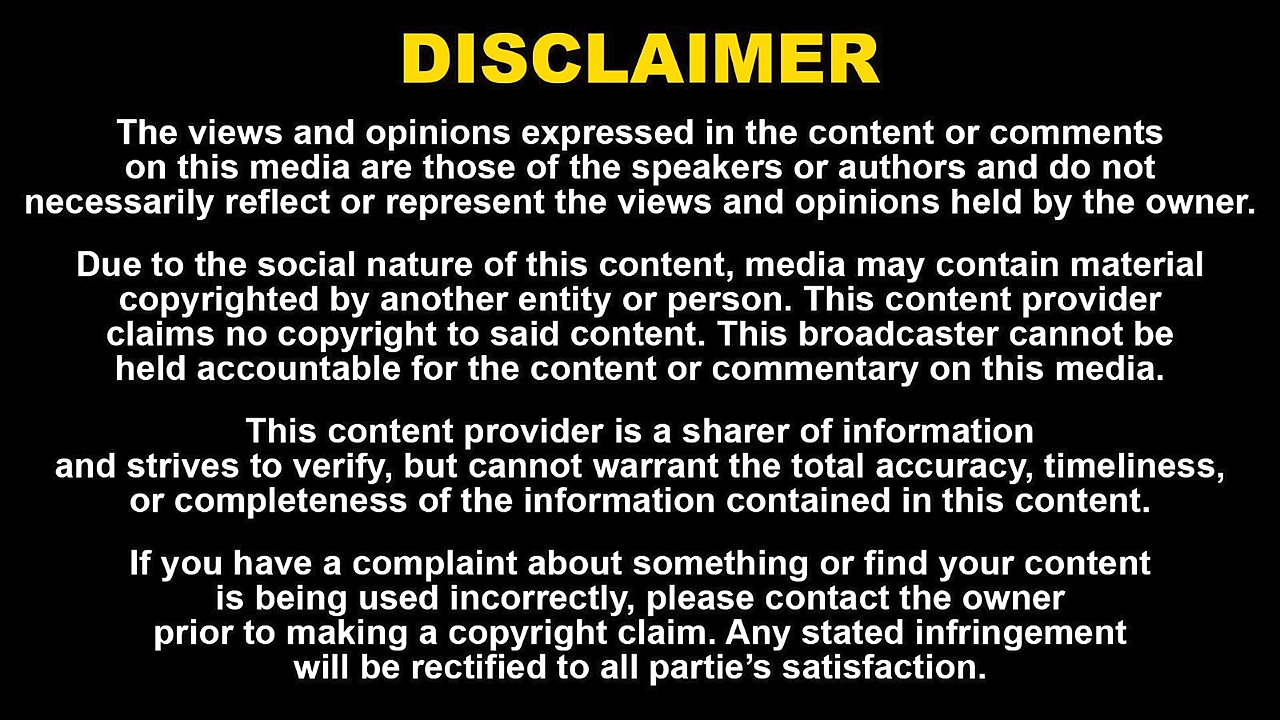 DISCLAIMER
The views and opinions expressed in the content or comments
on this media are those of the speakers or authors and do not
necessarily reflect or represent the views and opinions held by the owner.
Due to the social nature of this content, media may contain material
copyrighted by another entity or person. This content provider
claims no copyright to said content. This broadcaster cannot be
held accountable for the content or commentary on this media.
This content provider is a sharer of information
and strives to verify, but cannot warrant the total accuracy, timeliness,
or completeness of the information contained in this content.
If you have a complaint about something or find your content
is being used incorrectly, please contact the owner
prior to making a copyright claim. Any stated infringement
will be rectified to all partie’s satisfaction.